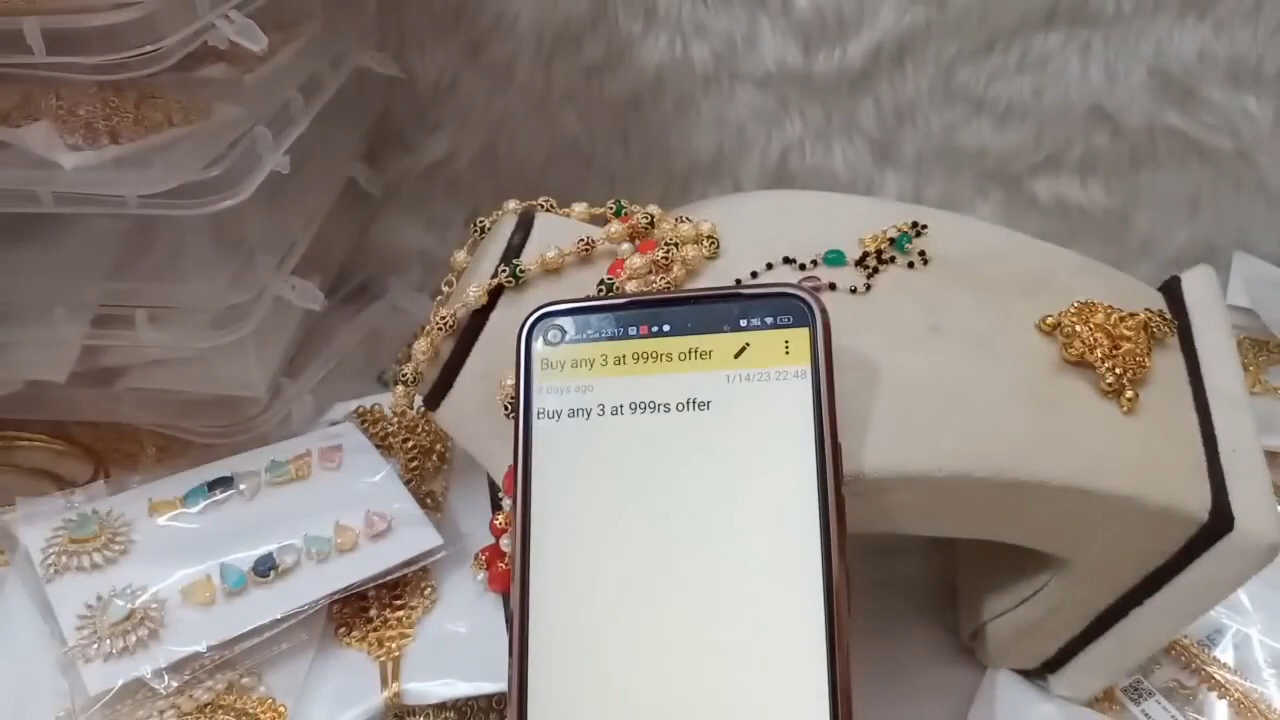 23:17
Buy any 3 at 999rs offer
days ago
1/14/23 22:48
Buy any 3 at 999rs offer